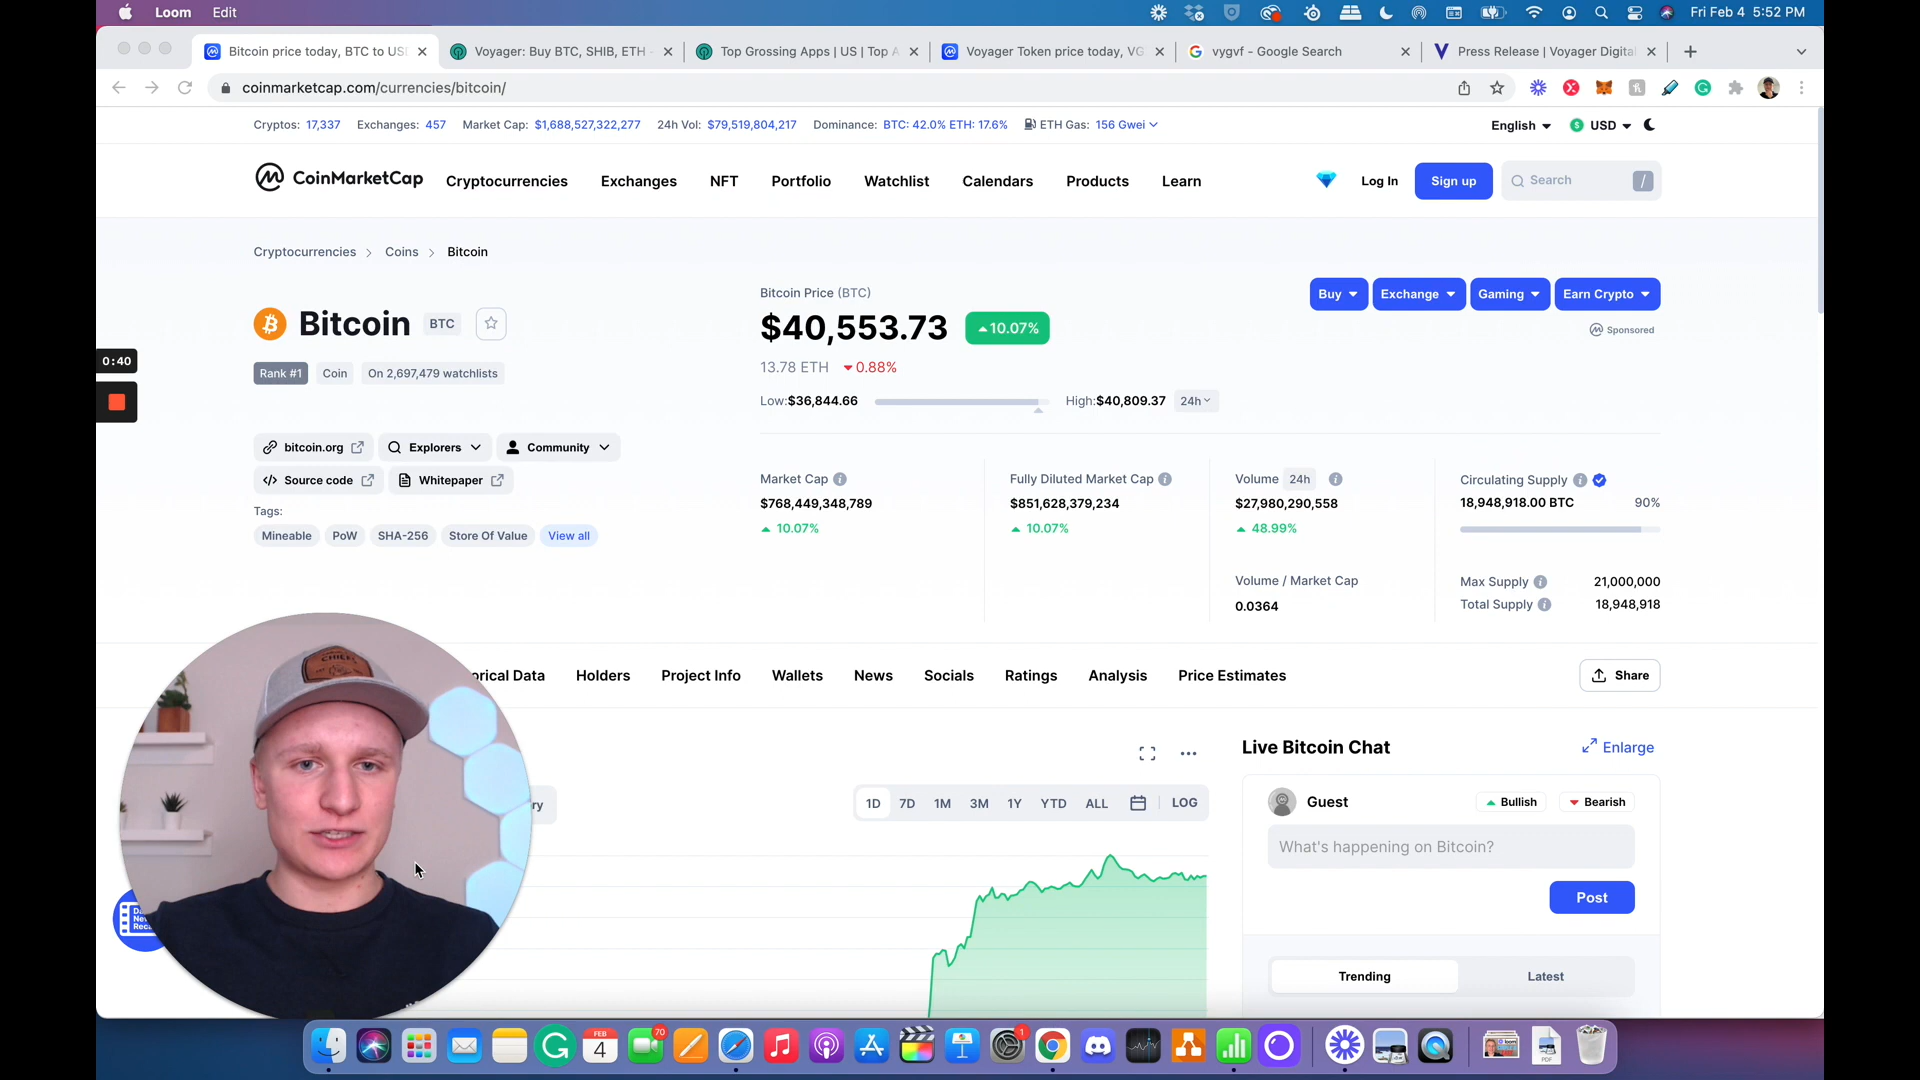 Loom Edit Fri Feb 4 5:52 PM
Bitcoin price today, BTC to US Voyager: Buy BTC, SHIB, ETH - Top Grossing Apps | US | Top A Voyager Token price today, VG vygvf - Google Search Press Release | Voyager Digita
coinmarketcap.com/currencies/bitcoin/
Cryptos: 17,337 Exchanges: 457 Market Cap: $1,688,527,322,277 24h Vol: $79,519,804,217 Dominance: BTC: 42.0% ETH: 17.6% ETH Gas: 156 Gwei English USD
CoinMarketCap Cryptocurrencies Exchanges NFT Portfolio Watchlist Calendars Products Learn Log In Sign up Search /
Cryptocurrencies > Coins > Bitcoin
Bitcoin Price (BTC) Buy Exchange Gaming Earn Crypto
Bitcoin BTC $40,553.73 10.07% Sponsored
0:40
Rank #1 Coin On 2,697,479 watchlists 13.78 ETH 0.88%
Low:$36,844.66 High:$40,809.37 24h
bitcoin.org Explorers Community
Source code Whitepaper
Market Cap Fully Diluted Market Cap Volume 24h Circulating Supply
$768,449,348,789 $851,628,379,234 $27,980,290,558 18,948,918.00 BTC 90%
Tags: 10.07% 10.07% 48.99%
Mineable PoW SHA-256 Store Of Value View all
Volume / Market Cap Max Supply 21,000,000
0.0364 Total Supply 18,948,918
orical Data Holders Project Info Wallets News Socials Ratings Analysis Price Estimates Share
CHIEFS
Live Bitcoin Chat Enlarge
ry 1D 7D 1M 3M 1Y YTD ALL LOG Guest Bullish Bearish
What's happening on Bitcoin?
Post
Trending Latest
FEB 4 70 1
PDF